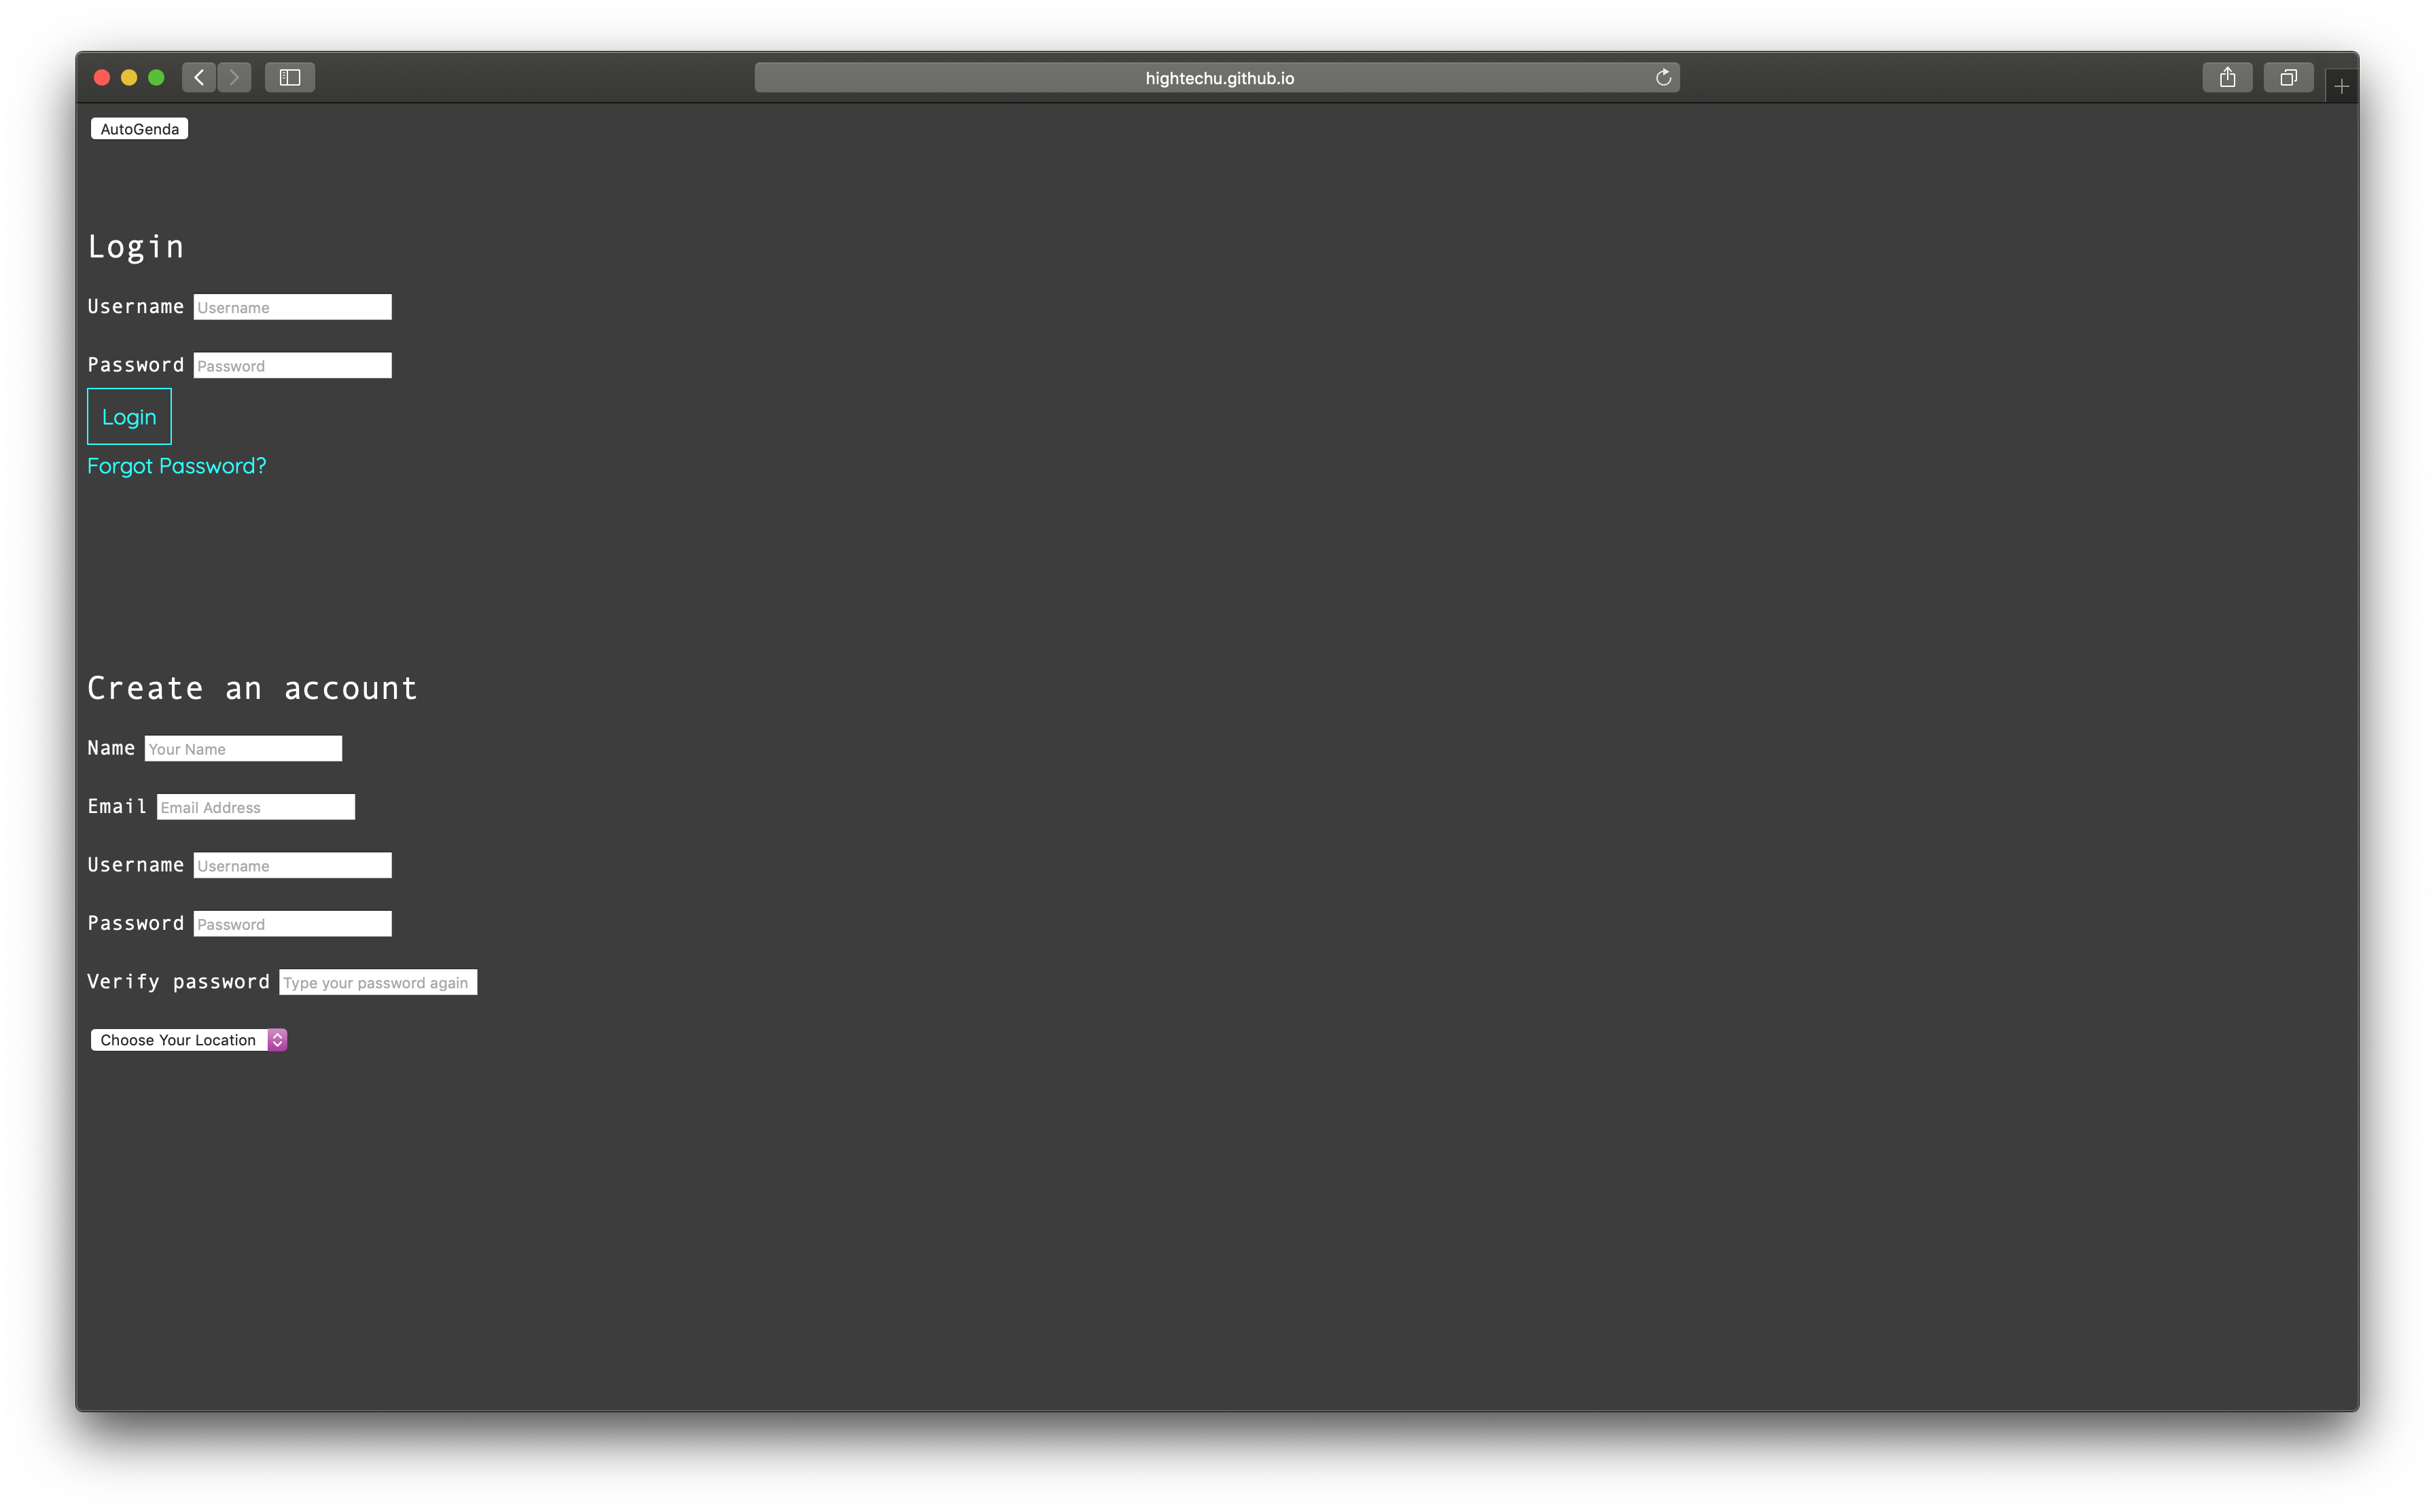 hightechu.github.io
AutoGenda
Login
Username Username
Password Password
Login
Forgot Password?
Create an account
Name Your Name
Email Email Address
Username Username
Password Password
Verify password Type your password again
Choose Your Location